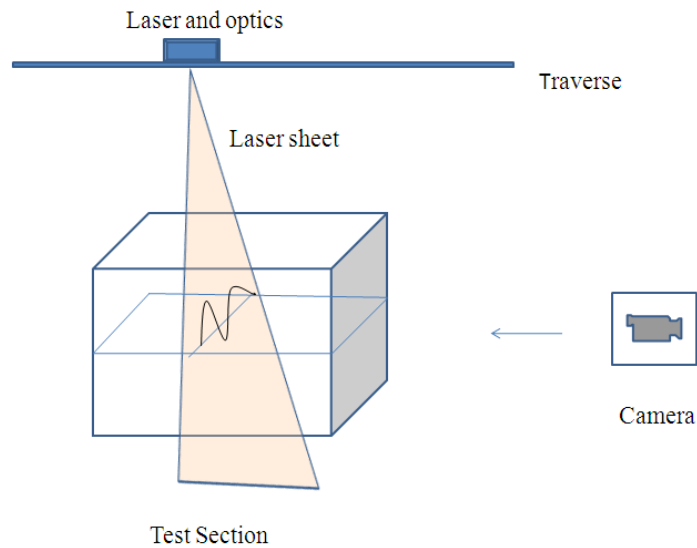 Laser and optics
Traverse
Laser sheet
Camera
Test Section